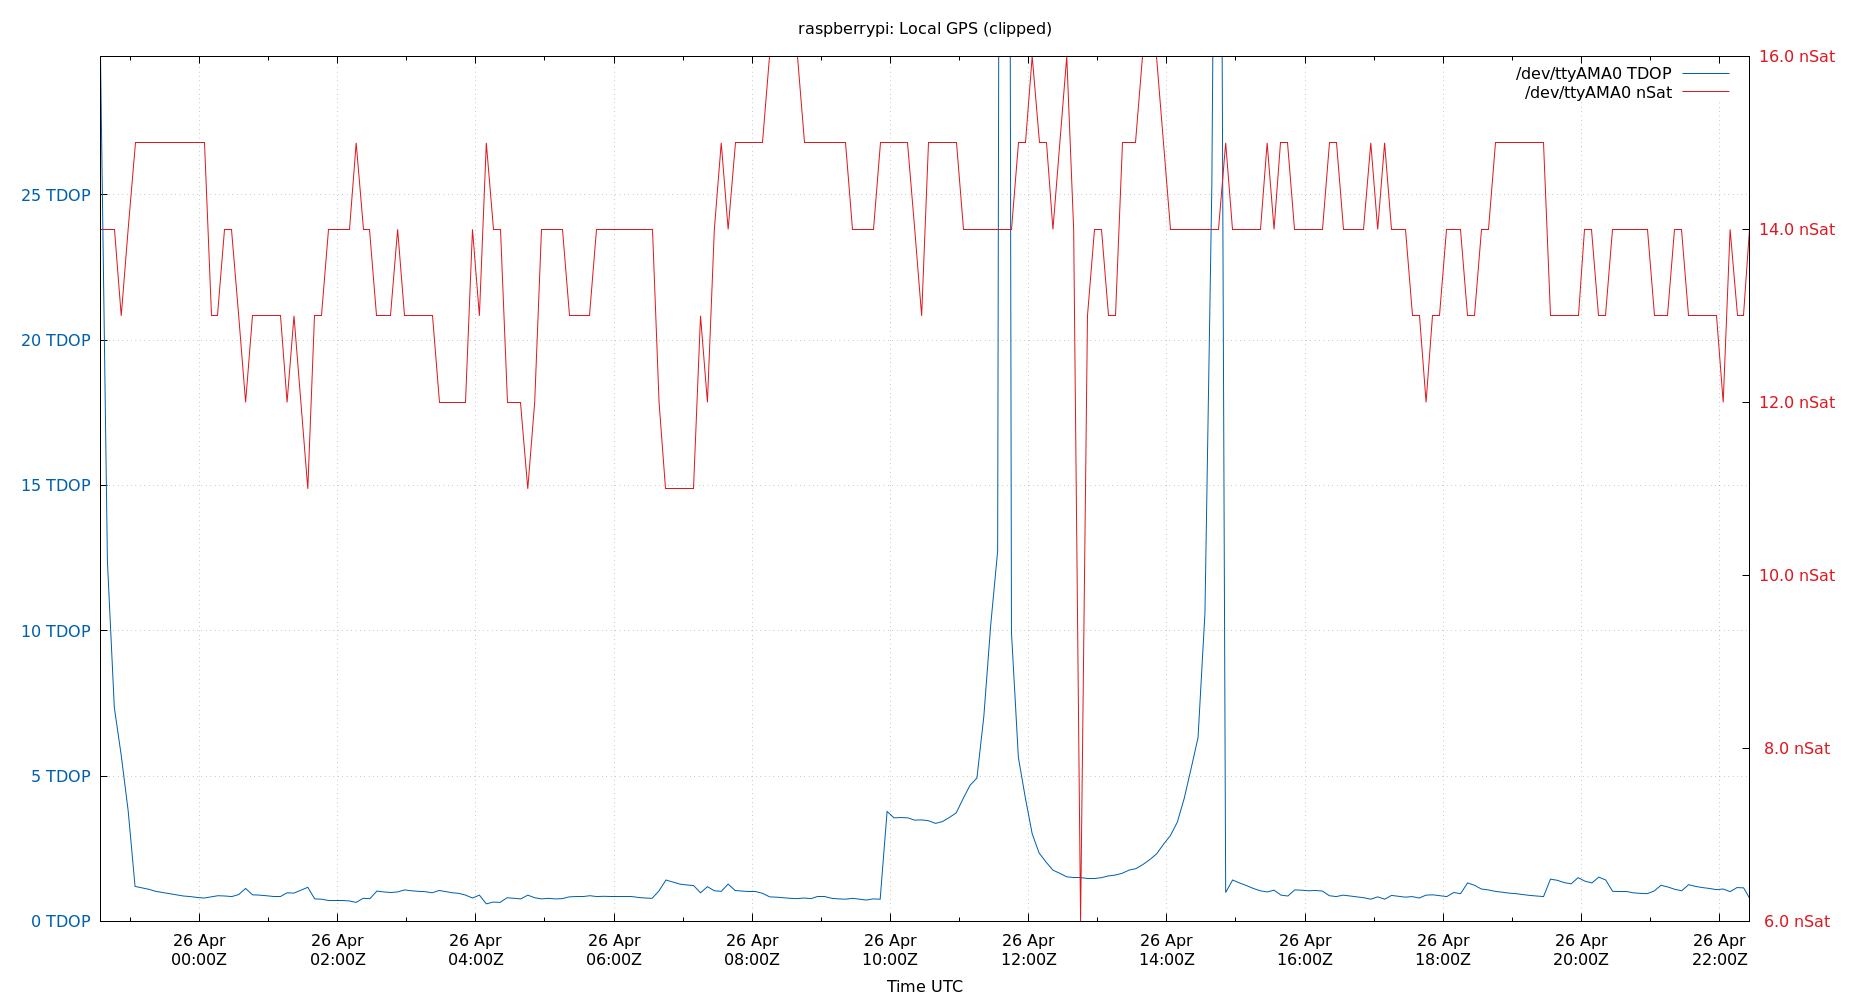 raspberrypi: Local GPS (clipped)
/dev/ttyAMA0 TDOP
/dev/ttyAMA0 nSat
25 TDOP
20 TDOP
15 TDOP
10 TDOP
5 TDOP
0 TDOP
16.0 nSat
14.0 nSat
12.0 nSat
10.0 nSat
8.0 nSat
6.0 nSat
26 Apr 26 Apr 26 Apr 26 Apr 26 Apr 26 Apr 26 Apr 26 Apr 26 Apr 26 Apr 26 Apr 26 Apr
00:00Z 02:00Z 04:00Z 06:00Z 08:00Z 10:00Z 12:00Z 14:00Z 16:00Z 18:00Z 20:00Z 22:00Z
Time UTC